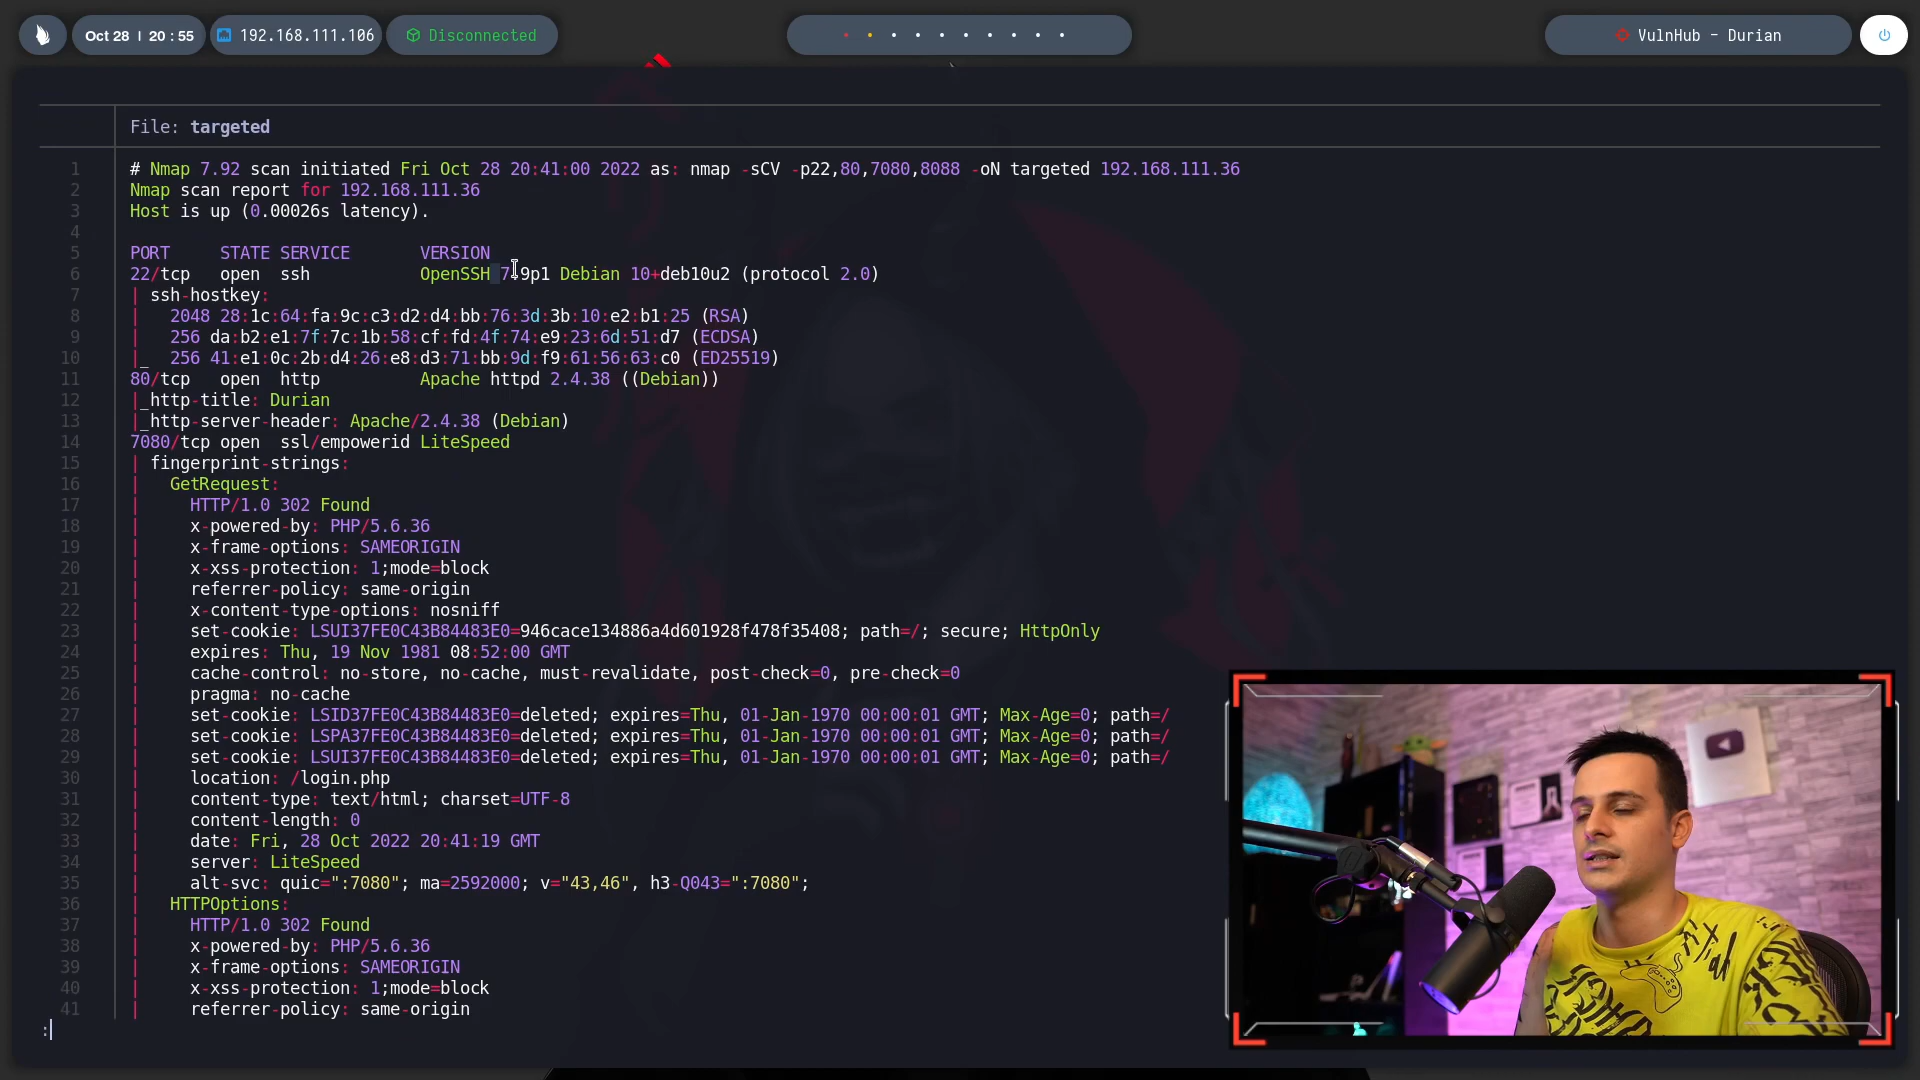 Oct 28 | 20:55
192.168.111.106
Disconnected
VulnHub - Durian
File: targeted
1 # Nmap 7.92 scan initiated Fri Oct 28 20:41:00 2022 as: nmap -sCV -p22,80,7080,8088 -oN targeted 192.168.111.36
2 Nmap scan report for 192.168.111.36
3 Host is up (0.00026s latency).
4
5 PORT     STATE SERVICE       VERSION
6 22/tcp   open  ssh           OpenSSH 7.9p1 Debian 10+deb10u2 (protocol 2.0)
7 | ssh-hostkey:
8 |   2048 28:1c:64:fa:9c:c3:d2:d4:bb:76:3d:3b:10:e2:b1:25 (RSA)
9 |   256 da:b2:e1:7f:7c:1b:58:cf:fd:4f:74:e9:23:6d:51:d7 (ECDSA)
10 |_  256 41:e1:0c:2b:d4:26:e8:d3:71:bb:9d:f9:61:56:63:c0 (ED25519)
11 80/tcp   open  http          Apache httpd 2.4.38 ((Debian))
12 |_http-title: Durian
13 |_http-server-header: Apache/2.4.38 (Debian)
14 7080/tcp open  ssl/empowerid LiteSpeed
15 | fingerprint-strings:
16 |   GetRequest:
17 |     HTTP/1.0 302 Found
18 |     x-powered-by: PHP/5.6.36
19 |     x-frame-options: SAMEORIGIN
20 |     x-xss-protection: 1;mode=block
21 |     referrer-policy: same-origin
22 |     x-content-type-options: nosniff
23 |     set-cookie: LSUI37FE0C43B84483E0=946cace134886a4d601928f478f35408; path=/; secure; HttpOnly
24 |     expires: Thu, 19 Nov 1981 08:52:00 GMT
25 |     cache-control: no-store, no-cache, must-revalidate, post-check=0, pre-check=0
26 |     pragma: no-cache
27 |     set-cookie: LSID37FE0C43B84483E0=deleted; expires=Thu, 01-Jan-1970 00:00:01 GMT; Max-Age=0; path=/
28 |     set-cookie: LSPA37FE0C43B84483E0=deleted; expires=Thu, 01-Jan-1970 00:00:01 GMT; Max-Age=0; path=/
29 |     set-cookie: LSUI37FE0C43B84483E0=deleted; expires=Thu, 01-Jan-1970 00:00:01 GMT; Max-Age=0; path=/
30 |     location: /login.php
31 |     content-type: text/html; charset=UTF-8
32 |     content-length: 0
33 |     date: Fri, 28 Oct 2022 20:41:19 GMT
34 |     server: LiteSpeed
35 |     alt-svc: quic=":7080"; ma=2592000; v="43,46", h3-Q043=":7080";
36 |   HTTPOptions:
37 |     HTTP/1.0 302 Found
38 |     x-powered-by: PHP/5.6.36
39 |     x-frame-options: SAMEORIGIN
40 |     x-xss-protection: 1;mode=block
41 |     referrer-policy: same-origin
: